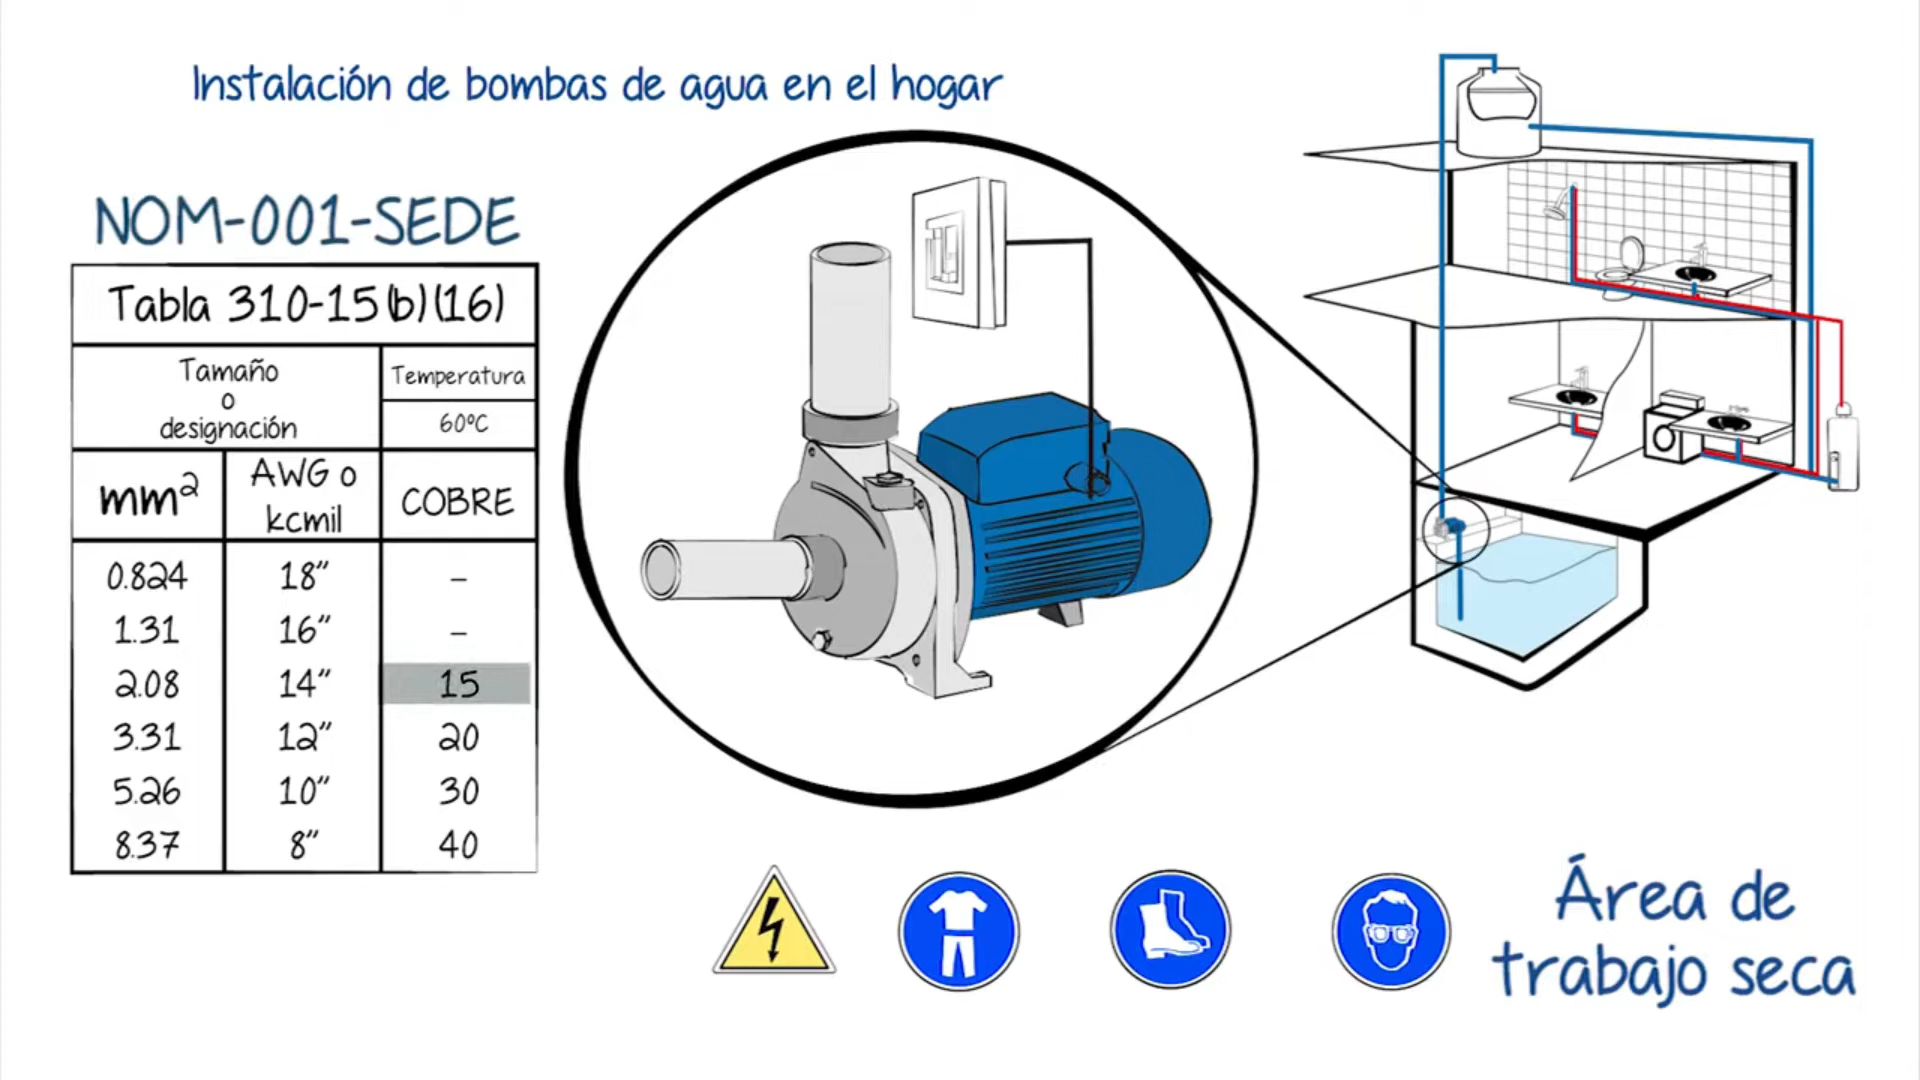 Instalación de bombas de agua en el hogar
NOM-001-SEDE
Tabla 310-15(b)(16)
Tamaño
o
designación
Temperatura
60°C
mm²
AWG o
kcmil
COBRE
0.824 18” –
1.31 16” –
2.08 14” 15
3.31 12” 20
5.26 10” 30
8.37 8” 40
Área de
trabajo seca